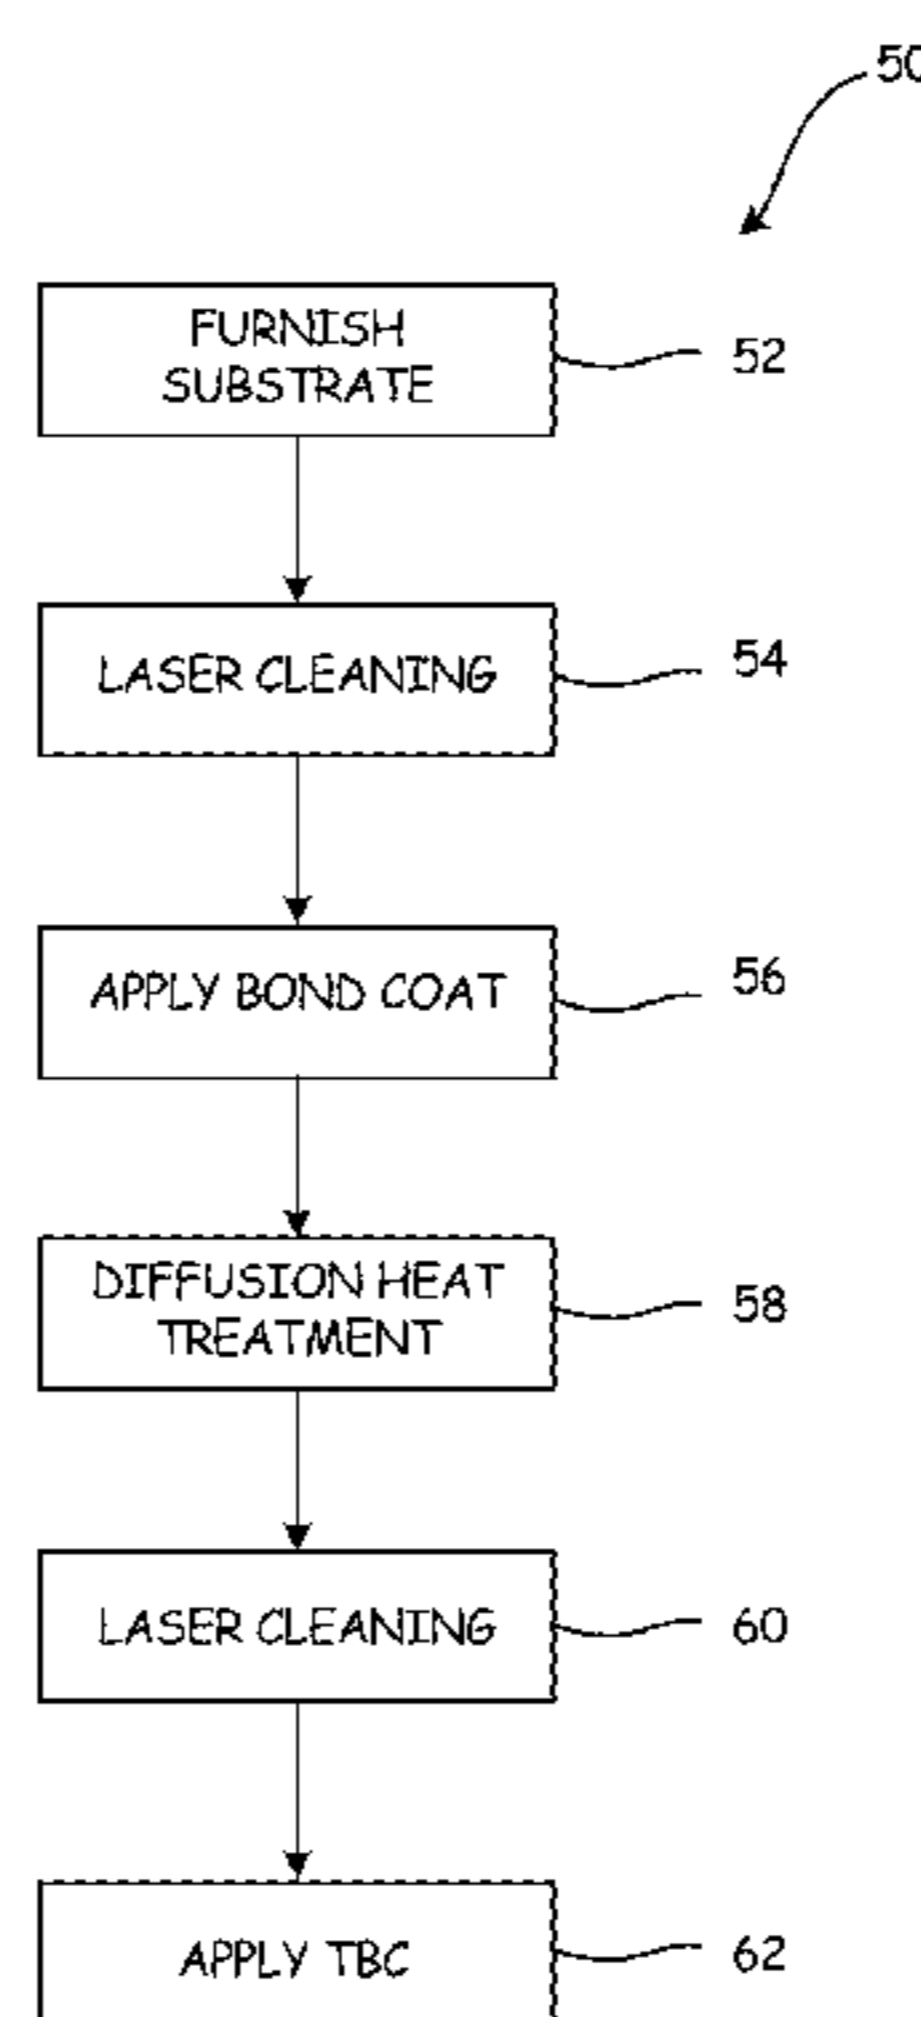 50
FURNISH
SUBSTRATE
52
LASER CLEANING
54
APPLY BOND COAT
56
DIFFUSION HEAT
TREATMENT
58
LASER CLEANING
60
APPLY TBC
62